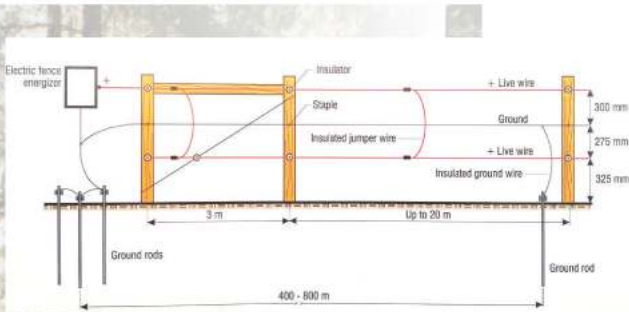 Electric fence
energizer
+
Insulator
Staple
+ Live wire
300 mm
Ground
Insulated jumper wire
275 mm
+ Live wire
Insulated ground wire
325 mm
3 m
Up to 20 m
Ground rods
Ground rod
400 - 800 m